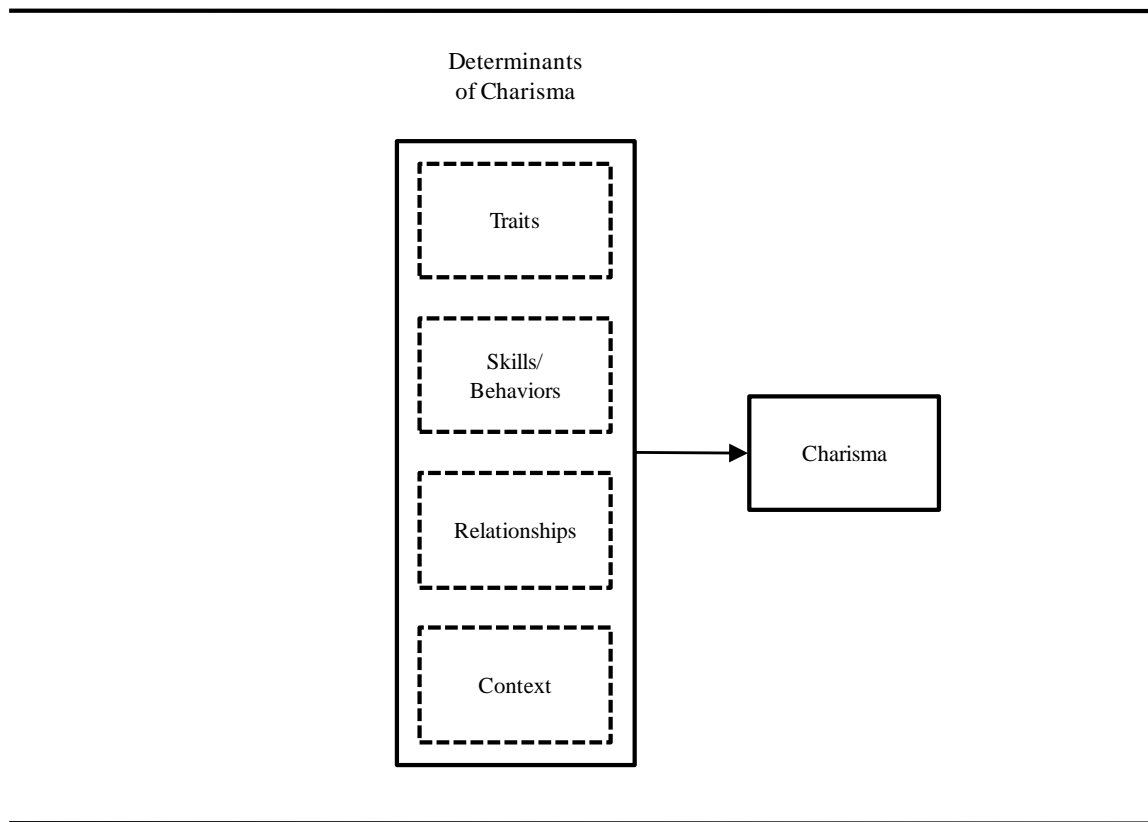 Determinants
of Charisma
Traits
Skills/
Behaviors
Relationships
Context
Charisma